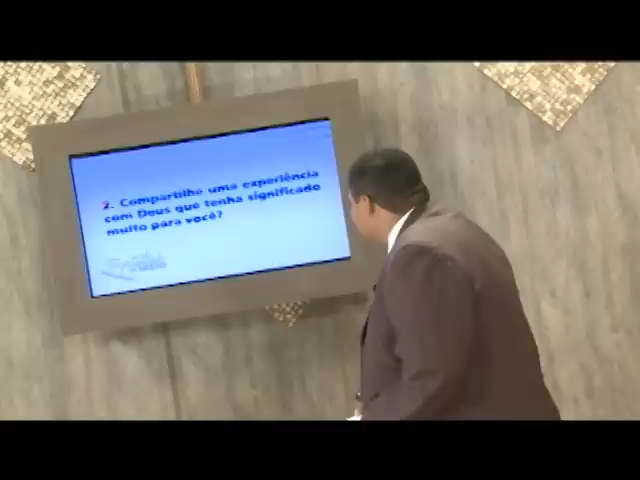 2. Compartilhe uma experiência
com Deus que tenha significado
muito para você?